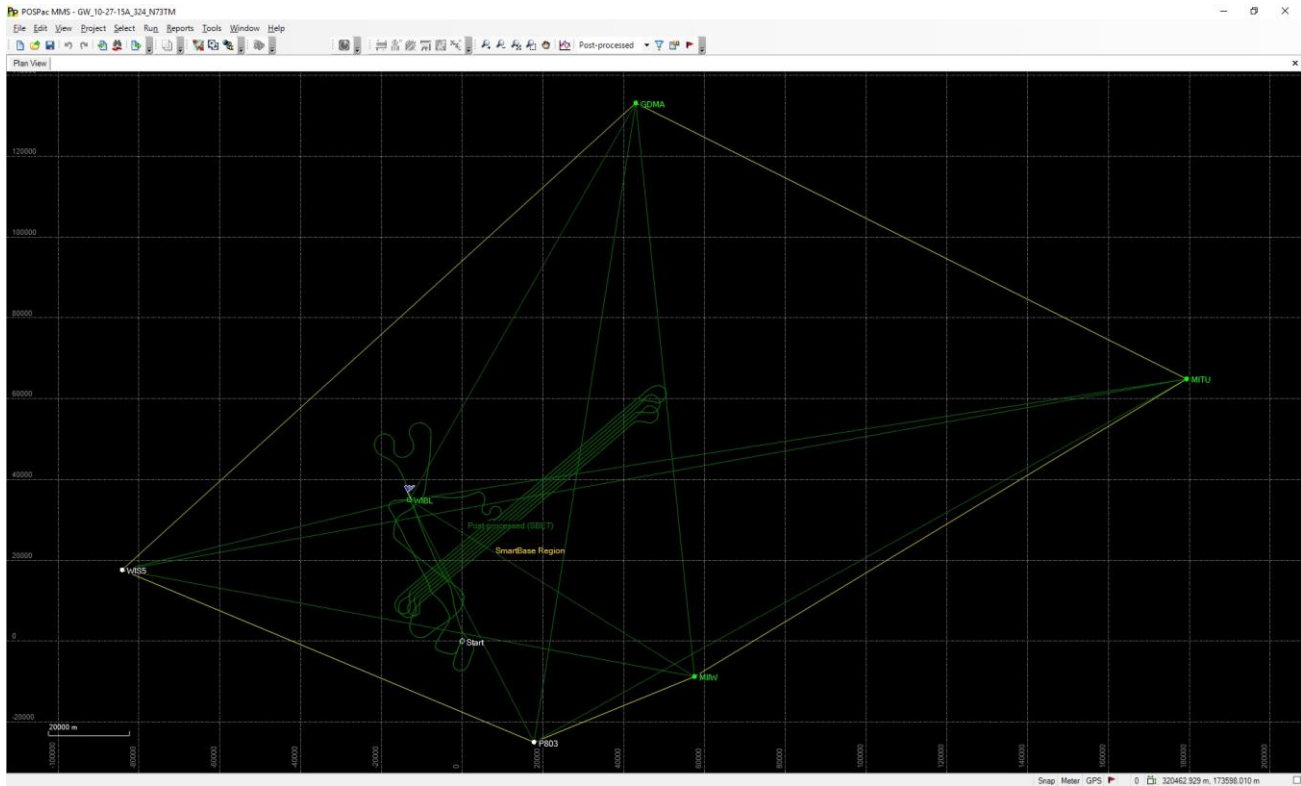 Pp POSPac MMS - GW_10-27-15A_324_N73TM
File Edit View Project Select Run Reports Tools Window Help
Post-processed
Plan View
GDMA
120000
100000
80000
MITU
60000
40000
WIBL
Post-processed (SBET)
SmartBase Region
20000
WIS5
0
Start
MIIW
-20000
20000 m
P803
-100000 -80000 -60000 -40000 -20000 0 20000 40000 60000 80000 100000 120000 140000 160000 180000 200000
Snap Meter GPS 0 320462.929 m, 173598.010 m